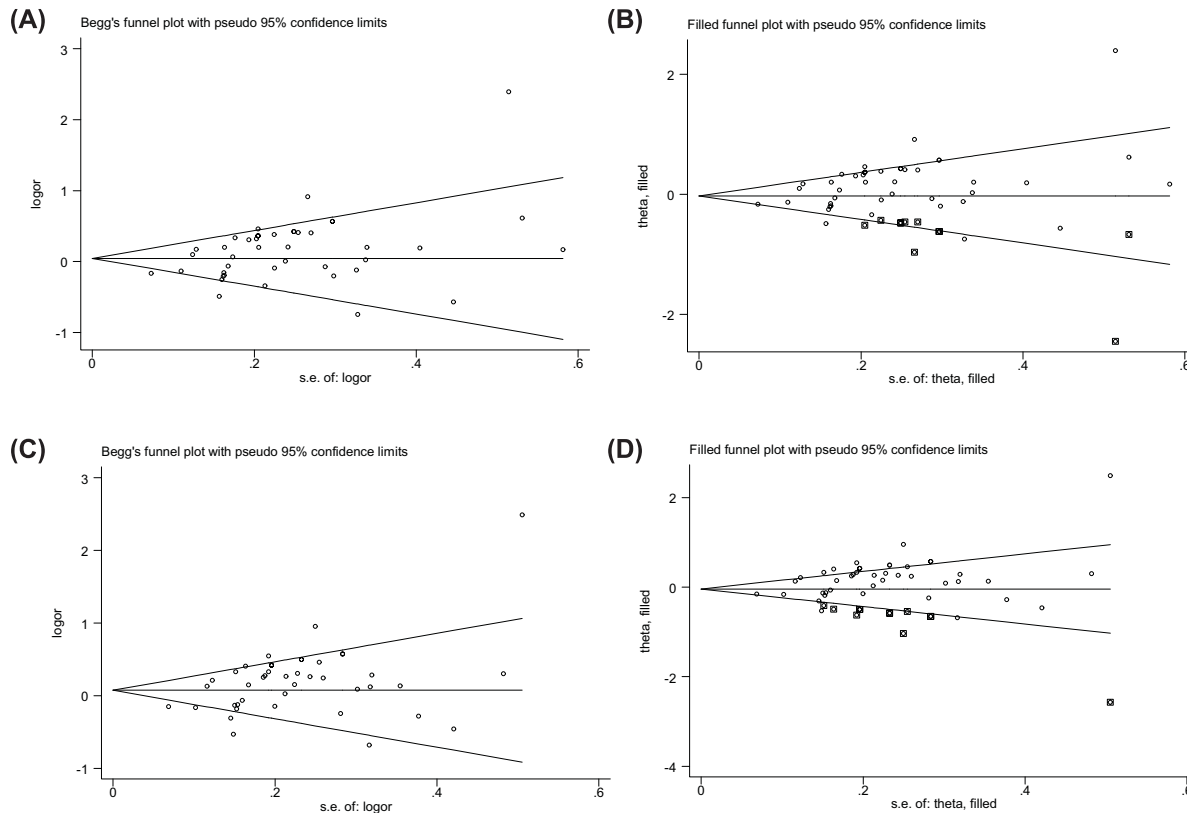 (A)
Begg's funnel plot with pseudo 95% confidence limits
logor
3
2
1
0
-1
0 .2 .4 .6
s.e. of: logor
(B)
Filled funnel plot with pseudo 95% confidence limits
theta, filled
2
0
-2
0 .2 .4 .6
s.e. of: theta, filled
(C)
Begg's funnel plot with pseudo 95% confidence limits
logor
3
2
1
0
-1
0 .2 .4 .6
s.e. of: logor
(D)
Filled funnel plot with pseudo 95% confidence limits
theta, filled
2
0
-2
-4
0 .2 .4 .6
s.e. of: theta, filled